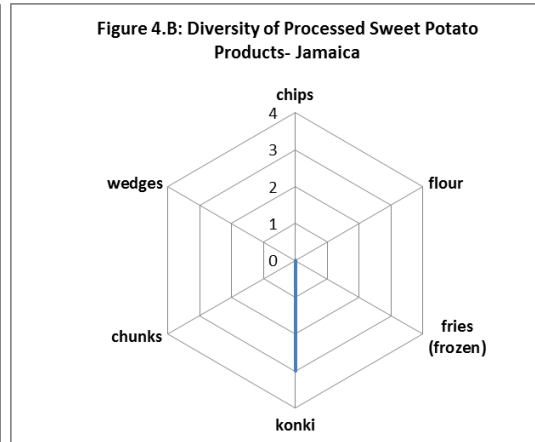 Figure 4.B: Diversity of Processed Sweet Potato
Products- Jamaica
chips
4
3
2
1
0
wedges
flour
chunks
fries
(frozen)
konki